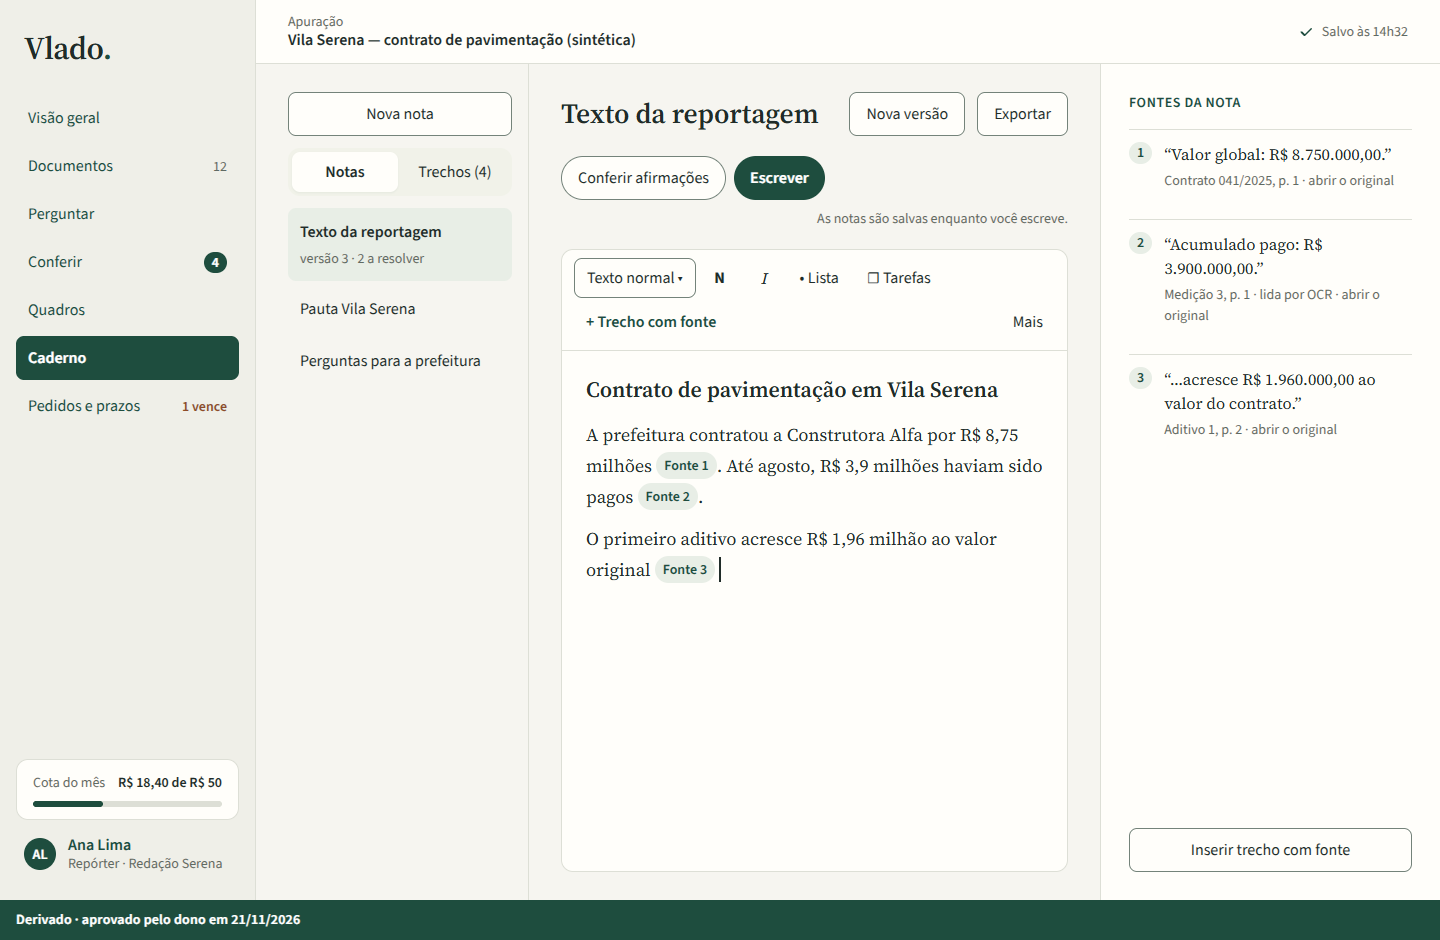 Vlado.
Visão geral
Documentos 12
Perguntar
Conferir 4
Quadros
Caderno
Pedidos e prazos 1 vence
Cota do mês R$ 18,40 de R$ 50
AL
Ana Lima
Repórter · Redação Serena
Apuração
Vila Serena — contrato de pavimentação (sintética)
Salvo às 14h32
Nova nota
Notas Trechos (4)
Texto da reportagem
versão 3 · 2 a resolver
Pauta Vila Serena
Perguntas para a prefeitura
Texto da reportagem
Nova versão
Exportar
Conferir afirmações
Escrever
As notas são salvas enquanto você escreve.
Texto normal ▾ N I • Lista ❐ Tarefas
+ Trecho com fonte Mais
Contrato de pavimentação em Vila Serena
A prefeitura contratou a Construtora Alfa por R$ 8,75
milhões Fonte 1 . Até agosto, R$ 3,9 milhões haviam sido
pagos Fonte 2 .
O primeiro aditivo acresce R$ 1,96 milhão ao valor
original Fonte 3
FONTES DA NOTA
1 “Valor global: R$ 8.750.000,00.”
Contrato 041/2025, p. 1 · abrir o original
2 “Acumulado pago: R$
3.900.000,00.”
Medição 3, p. 1 · lida por OCR · abrir o
original
3 “…acresce R$ 1.960.000,00 ao
valor do contrato.”
Aditivo 1, p. 2 · abrir o original
Inserir trecho com fonte
Derivado · aprovado pelo dono em 21/11/2026